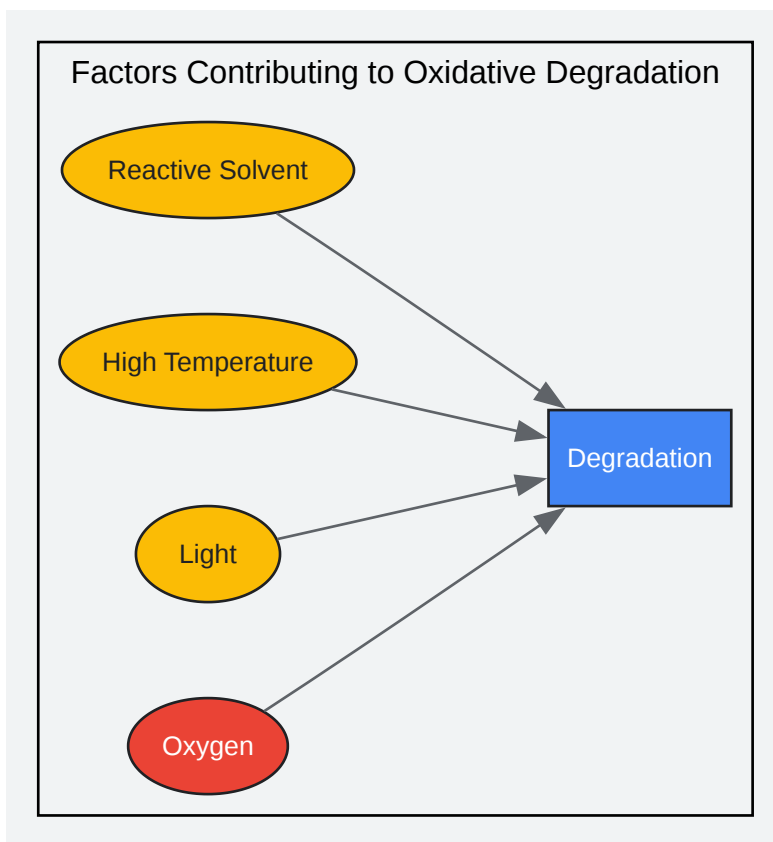 Factors Contributing to Oxidative Degradation
Reactive Solvent
High Temperature
Degradation
Light
Oxygen